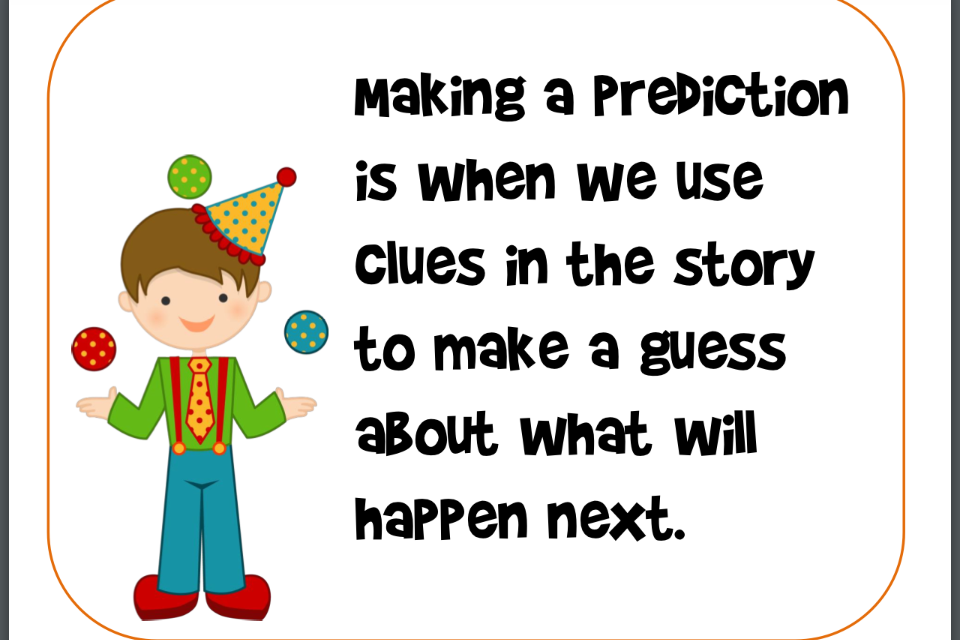 Making a Prediction
is when we use
clues in the story
to make a guess
about what will
happen next.